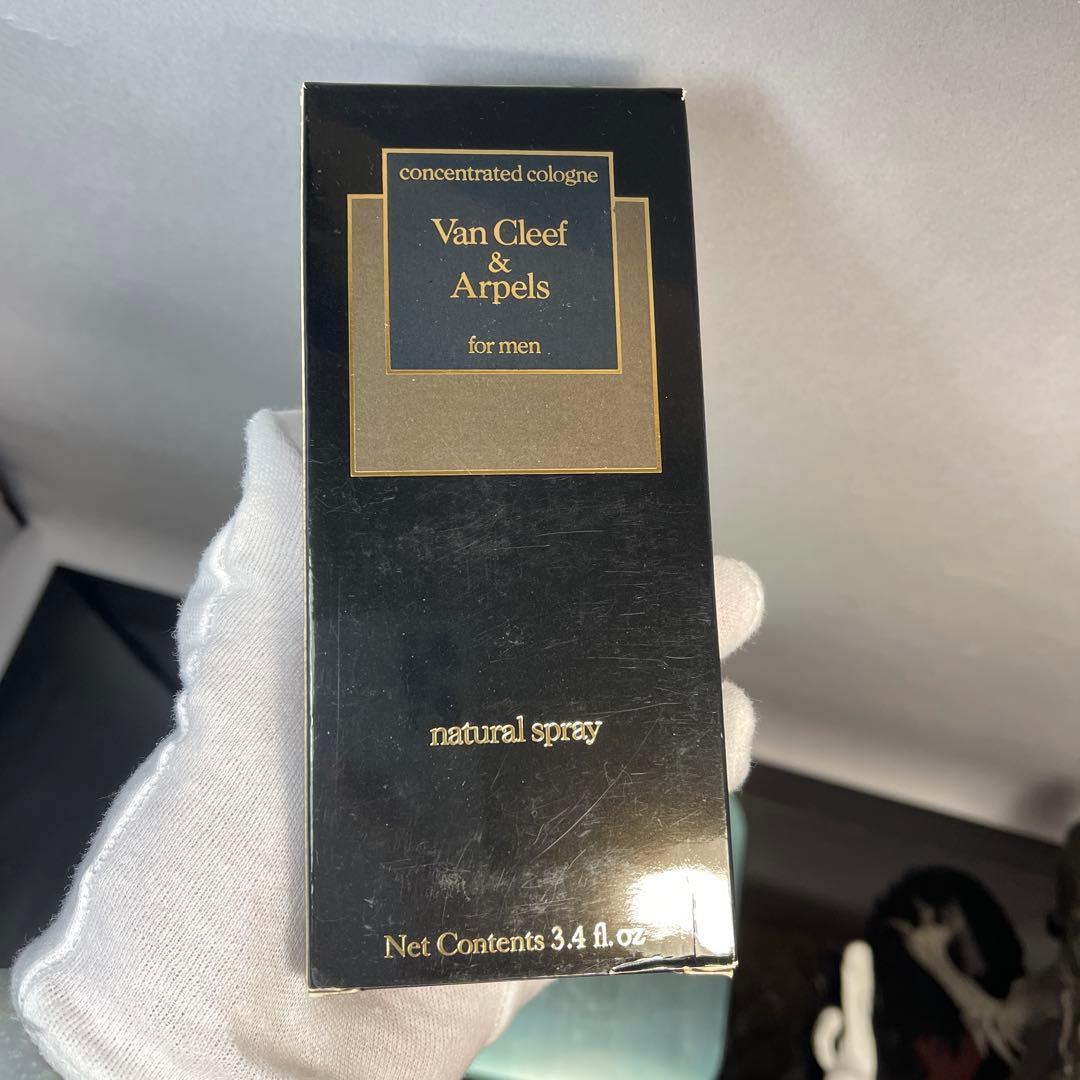 concentrated cologne
Van Cleef
&
Arpels
for men
natural spray
Net Contents 3.4 fl. oz